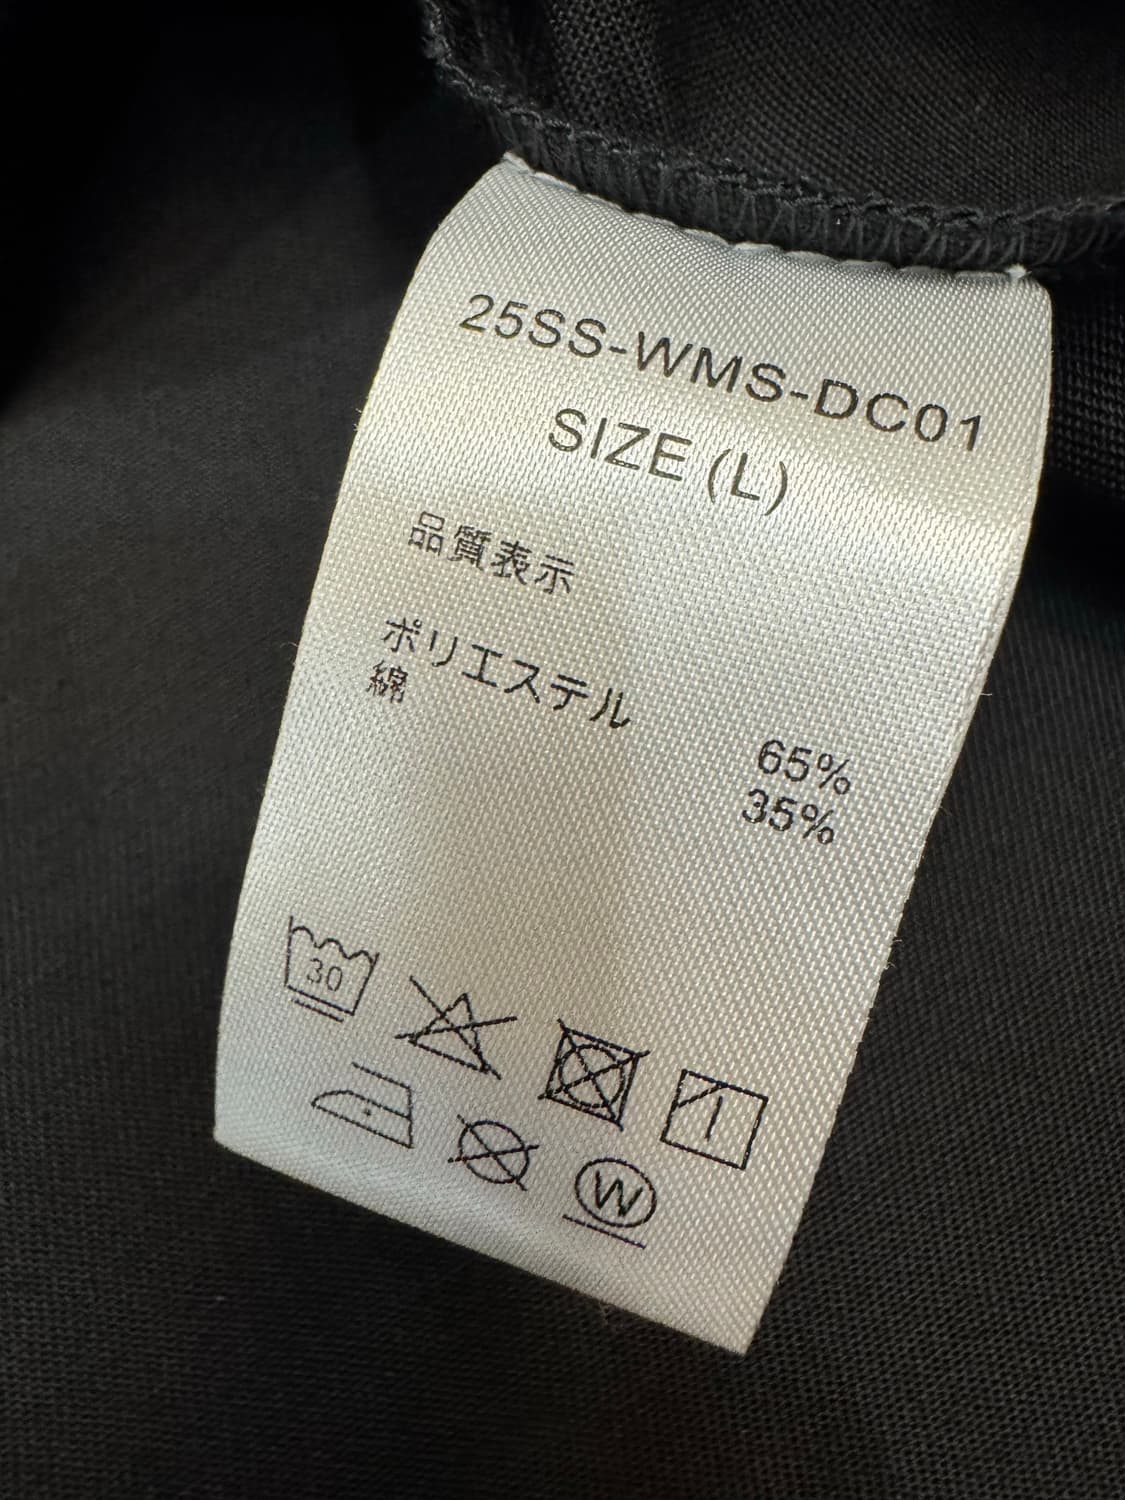 25SS-WMS-DC01
SIZE (L)
品質表示
ポリエステル 65%
綿 35%
30
W